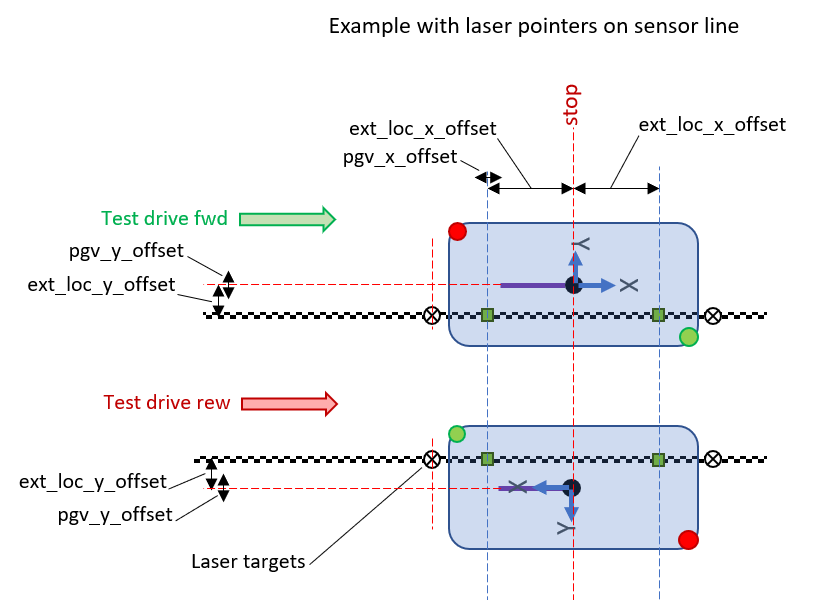 Example with laser pointers on sensor line
stop
ext_loc_x_offset
ext_loc_x_offset
pgv_x_offset
Test drive fwd
pgv_y_offset
ext_loc_y_offset
Y
X
Test drive rew
ext_loc_y_offset
pgv_y_offset
X
Y
Laser targets